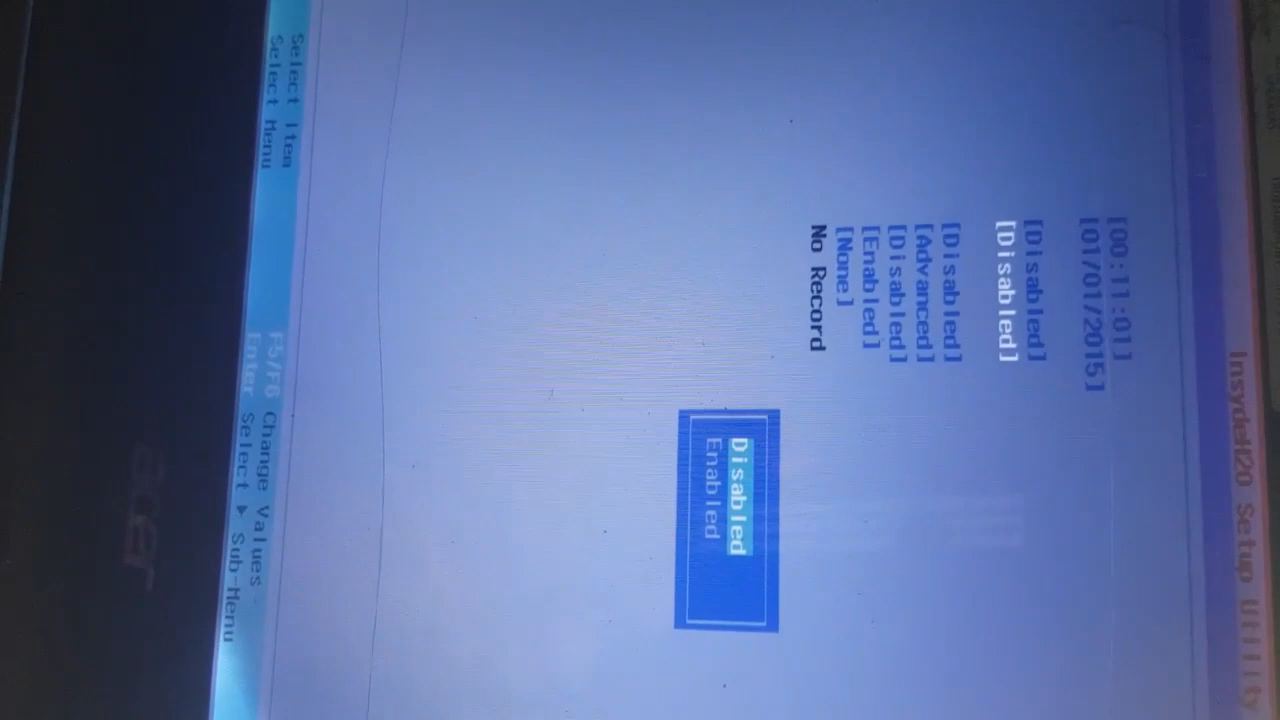 InsydeH20 Setup Utility
[00:11:01]
[01/01/2015]
[Disabled]
[Disabled]
[Disabled]
[Advanced]
[Disabled]
[Enabled]
[None]
No Record
Disabled
Enabled
Select Item F5/F6 Change Values
Select Menu Enter Select ▶ Sub-Menu
acer